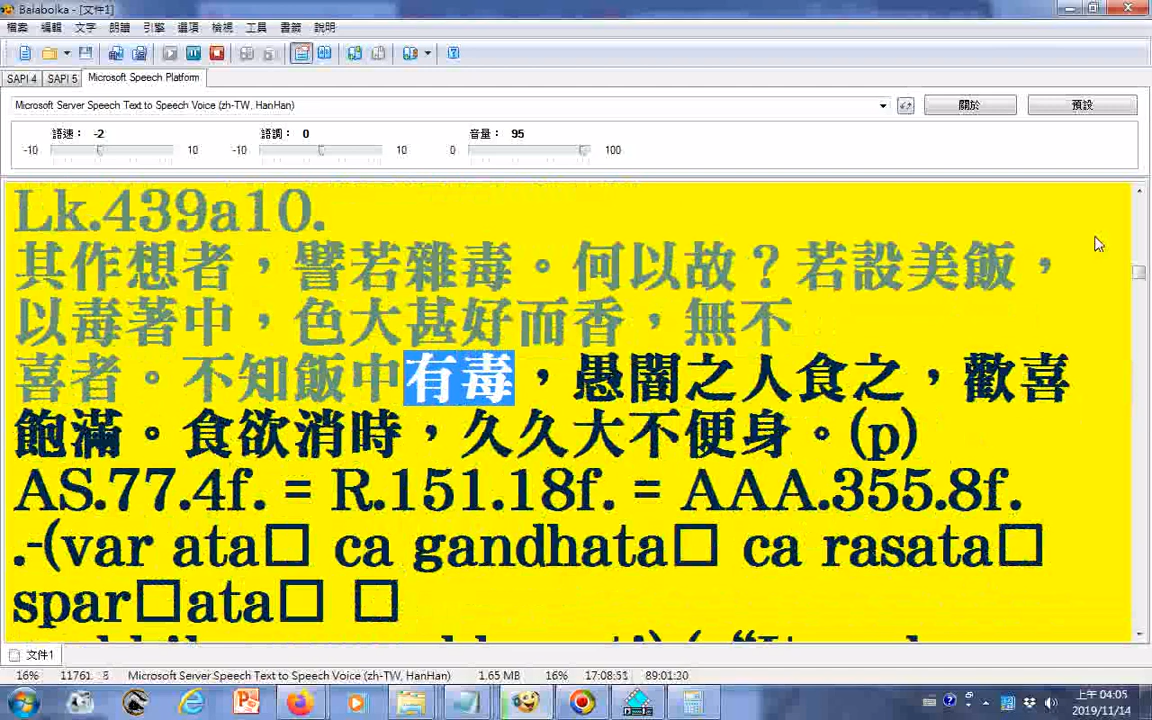 Balabolka - [文件1]
檔案 編輯 文字 朗讀 引擎 選項 檢視 工具 書籤 說明
SAPI 4 SAPI 5 Microsoft Speech Platform
Microsoft Server Speech Text to Speech Voice (zh-TW, HanHan)
關於 預設
語速： -2 語調： 0 音量： 95
-10 10 -10 10 0 100
Lk.439a10.
其作想者，譬若雜毒。何以故？若設美飯，
以毒著中，色大甚好而香，無不
喜者。不知飯中有毒，愚闇之人食之，歡喜
飽滿。食欲消時，久久大不便身。(p)
AS.77.4f. = R.151.18f. = AAA.355.8f.
.-(var ata□ ca gandhata□ ca rasata□
spar□ata□ □
文件1
16% 11761 Microsoft Server Speech Text to Speech Voice (zh-TW, HanHan) 1.65 MB 16% 17:08:51 89:01:20
上午 04:05
2019/11/14